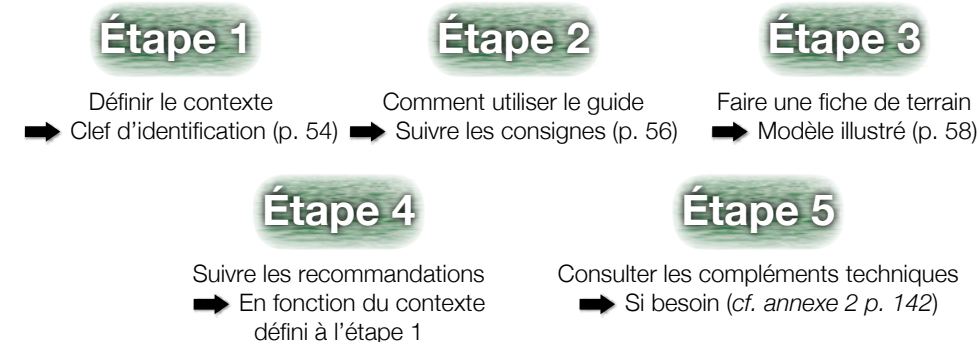 Étape 1
Définir le contexte
Clef d'identification (p. 54)
Étape 2
Comment utiliser le guide
Suivre les consignes (p. 56)
Étape 3
Faire une fiche de terrain
Modèle illustré (p. 58)
Étape 4
Suivre les recommandations
En fonction du contexte
défini à l'étape 1
Étape 5
Consulter les compléments techniques
Si besoin (cf. annexe 2 p. 142)